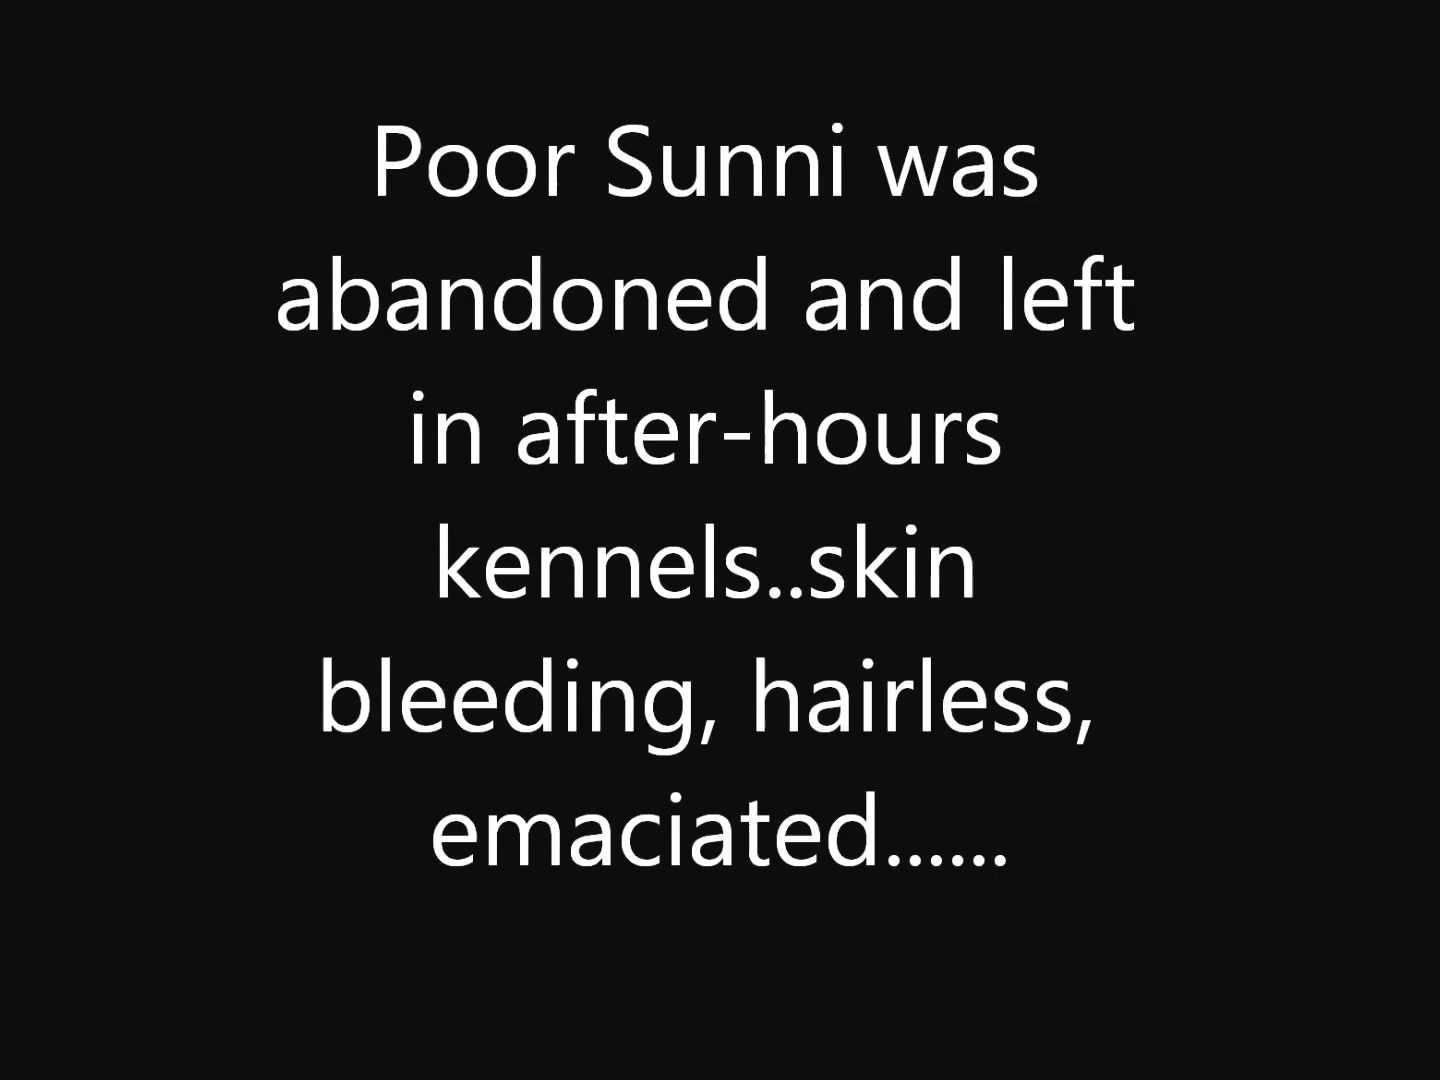 Poor Sunni was
abandoned and left
in after-hours
kennels..skin
bleeding, hairless,
emaciated......